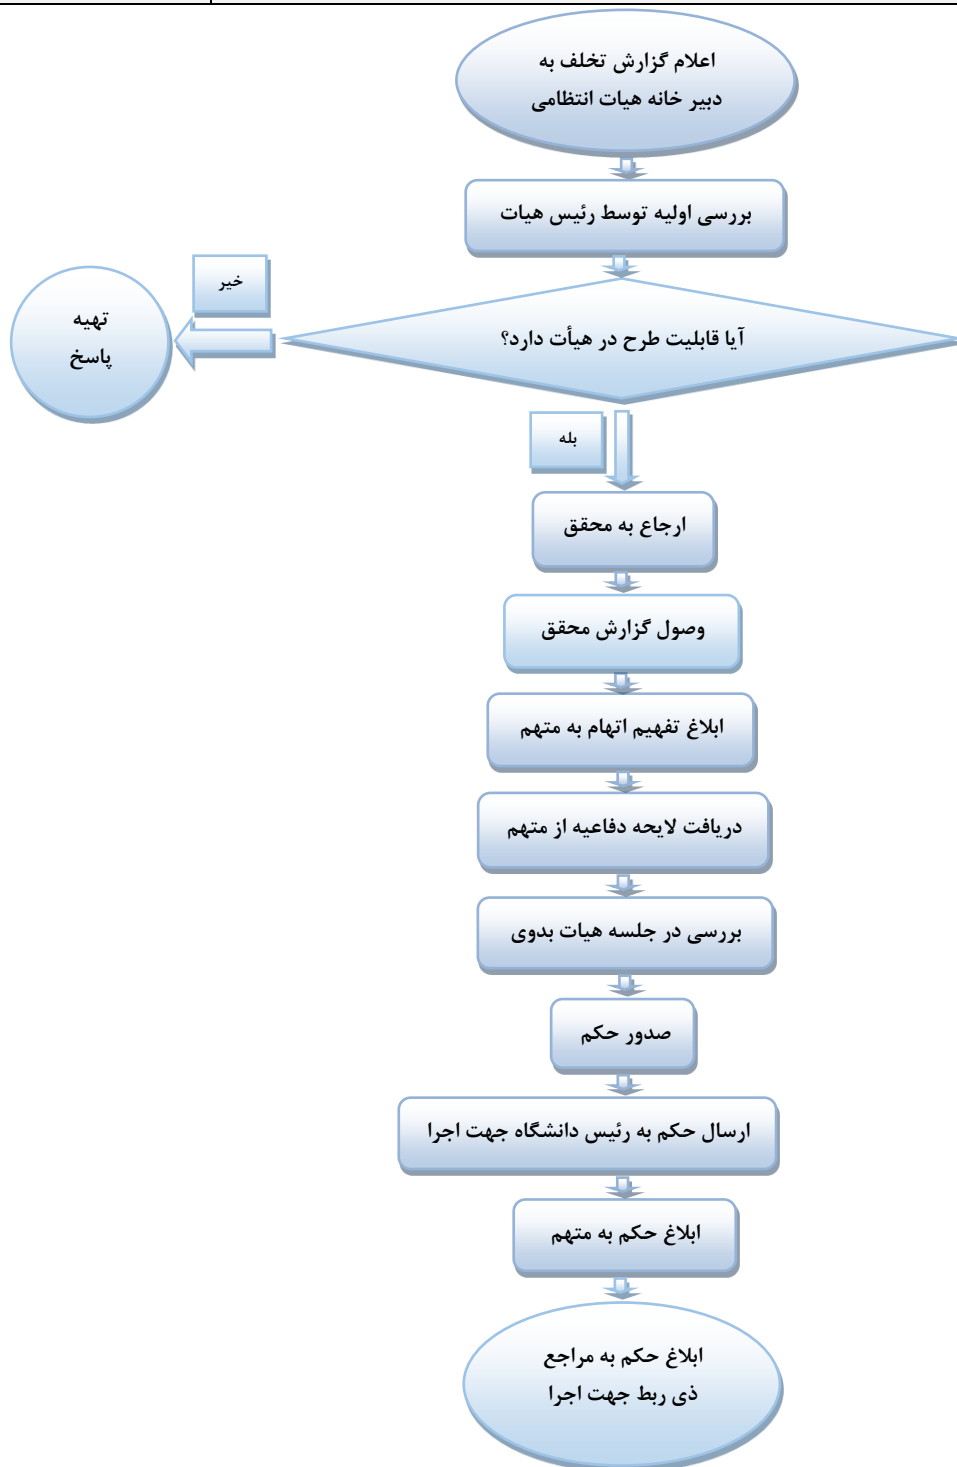 اعلام گزارش تخلف به
دبیر خانه هیات انتظامی
بررسی اولیه توسط رئیس هیات
خیر
تهیه
پاسخ
آیا قابلیت طرح در هیأت دارد؟
بله
ارجاع به محقق
وصول گزارش محقق
ابلاغ تفهیم اتهام به متهم
دریافت لایحه دفاعیه از متهم
بررسی در جلسه هیات بدوی
صدور حکم
ارسال حکم به رئیس دانشگاه جهت اجرا
ابلاغ حکم به متهم
ابلاغ حکم به مراجع
ذی ربط جهت اجرا